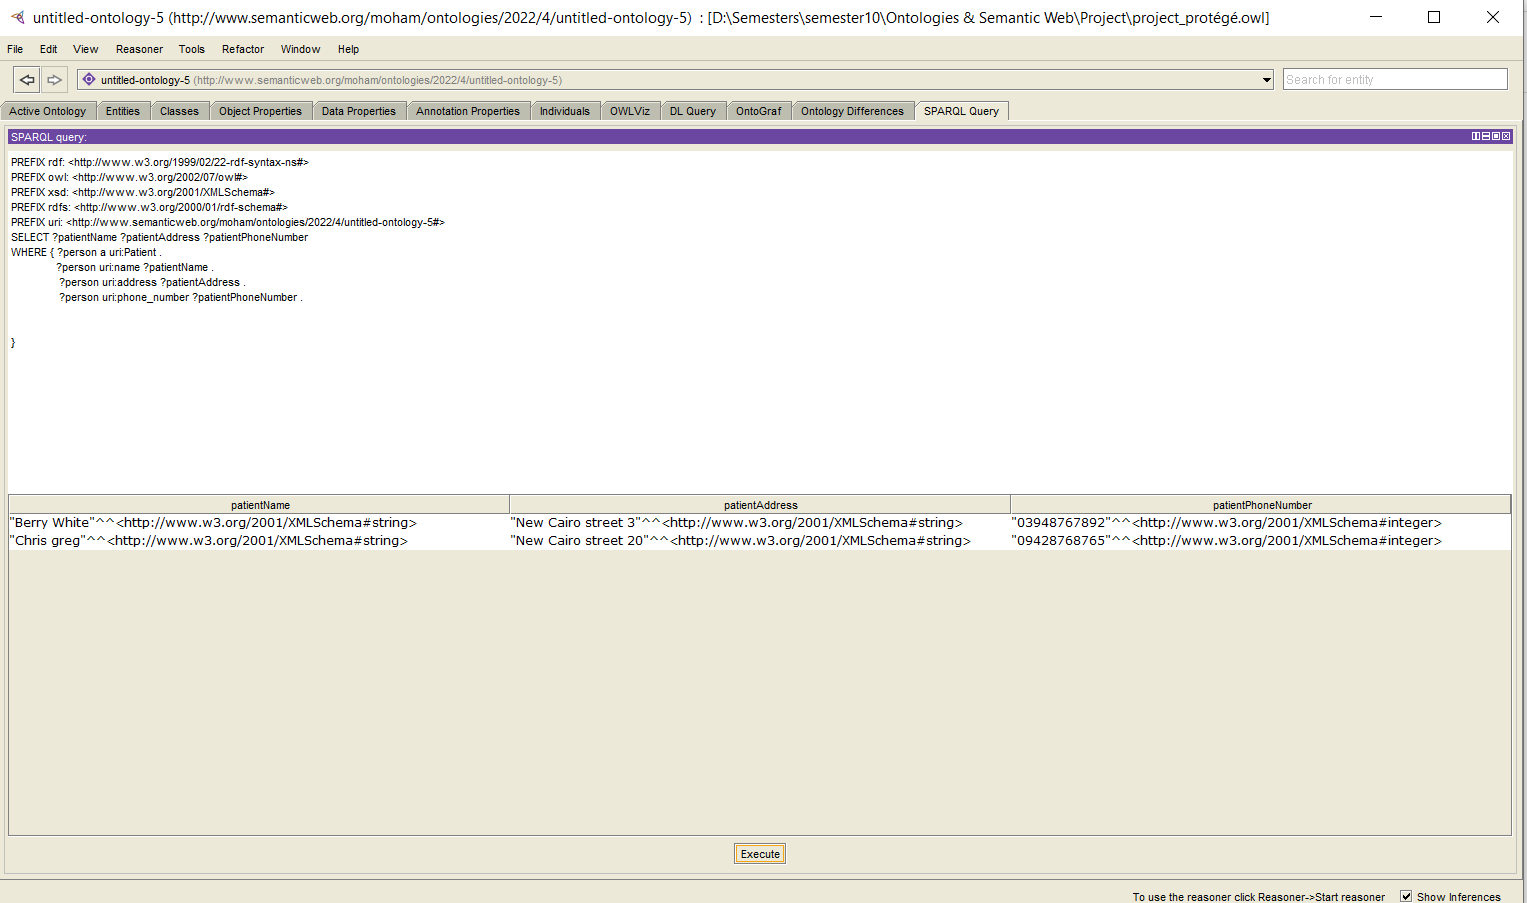 untitled-ontology-5 (http://www.semanticweb.org/moham/ontologies/2022/4/untitled-ontology-5)  : [D:\Semesters\semester10\Ontologies & Semantic Web\Project\project_protégé.owl]
File Edit View Reasoner Tools Refactor Window Help
untitled-ontology-5 (http://www.semanticweb.org/moham/ontologies/2022/4/untitled-ontology-5) Search for entity
Active Ontology Entities Classes Object Properties Data Properties Annotation Properties Individuals OWLViz DL Query OntoGraf Ontology Differences SPARQL Query
SPARQL query:
PREFIX rdf: <http://www.w3.org/1999/02/22-rdf-syntax-ns#>
PREFIX owl: <http://www.w3.org/2002/07/owl#>
PREFIX xsd: <http://www.w3.org/2001/XMLSchema#>
PREFIX rdfs: <http://www.w3.org/2000/01/rdf-schema#>
PREFIX uri: <http://www.semanticweb.org/moham/ontologies/2022/4/untitled-ontology-5#>
SELECT ?patientName ?patientAddress ?patientPhoneNumber
WHERE { ?person a uri:Patient .
?person uri:name ?patientName .
?person uri:address ?patientAddress .
?person uri:phone_number ?patientPhoneNumber .
}
patientName patientAddress patientPhoneNumber
"Berry White"^^<http://www.w3.org/2001/XMLSchema#string> "New Cairo street 3"^^<http://www.w3.org/2001/XMLSchema#string> "03948767892"^^<http://www.w3.org/2001/XMLSchema#integer>
"Chris greg"^^<http://www.w3.org/2001/XMLSchema#string> "New Cairo street 20"^^<http://www.w3.org/2001/XMLSchema#string> "09428768765"^^<http://www.w3.org/2001/XMLSchema#integer>
Execute
To use the reasoner click Reasoner->Start reasoner Show Inferences